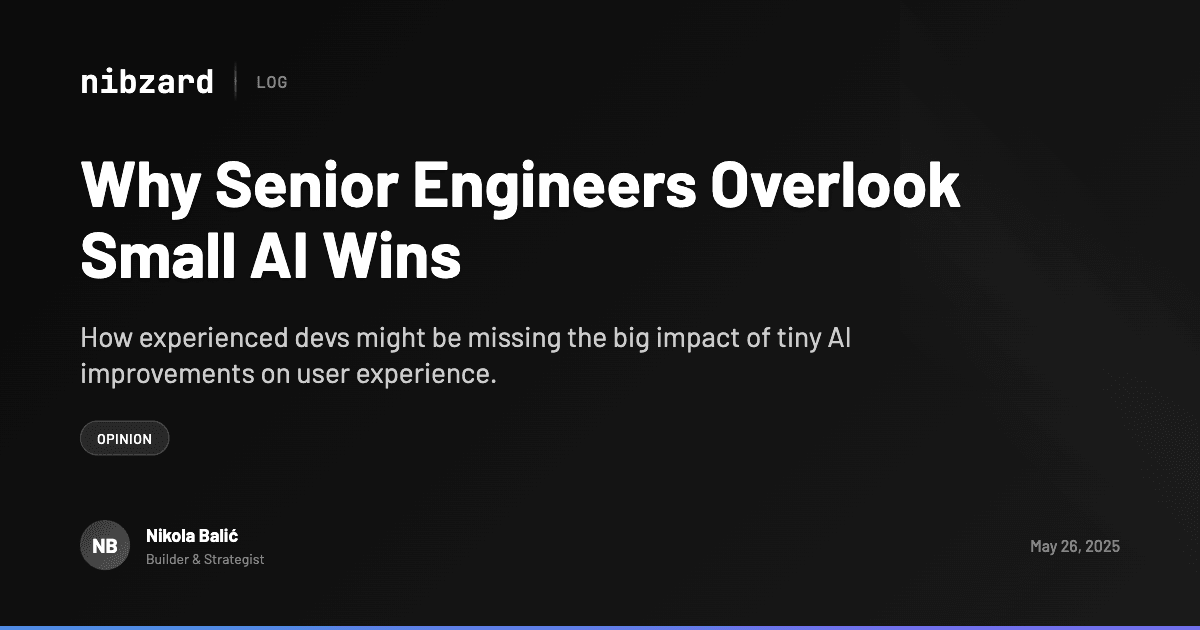 nibzard
LOG
Why Senior Engineers Overlook
Small AI Wins
How experienced devs might be missing the big impact of tiny AI
improvements on user experience.
OPINION
NB
Nikola Balić
Builder & Strategist
May 26, 2025